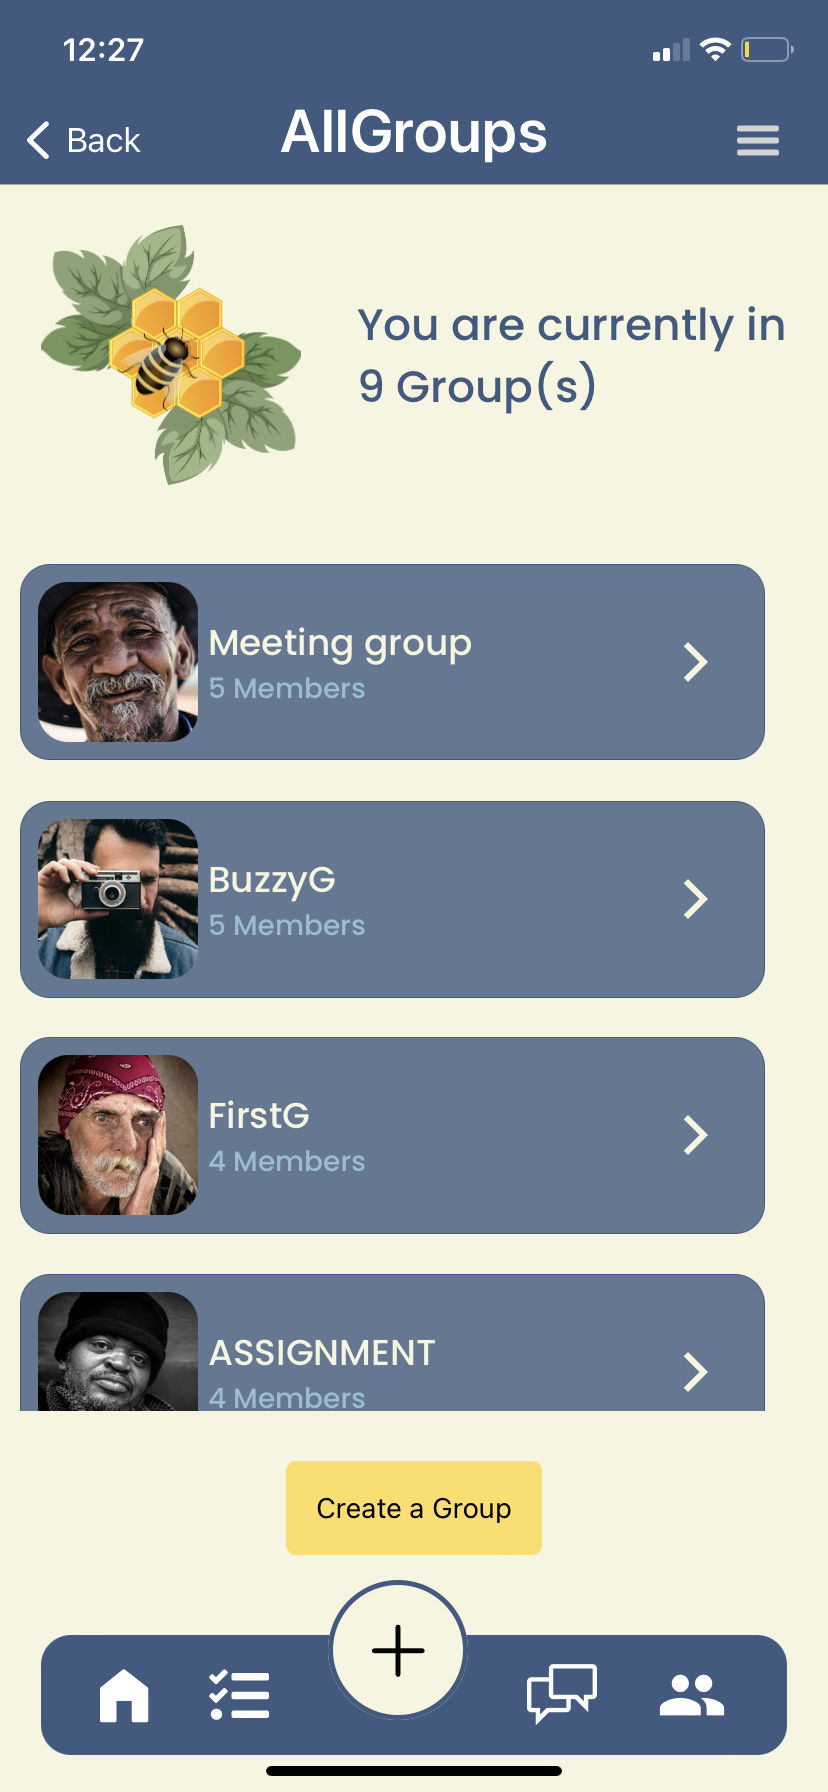 12:27
Back
AllGroups
You are currently in
9 Group(s)
Meeting group
5 Members
BuzzyG
5 Members
FirstG
4 Members
ASSIGNMENT
4 Members
Create a Group